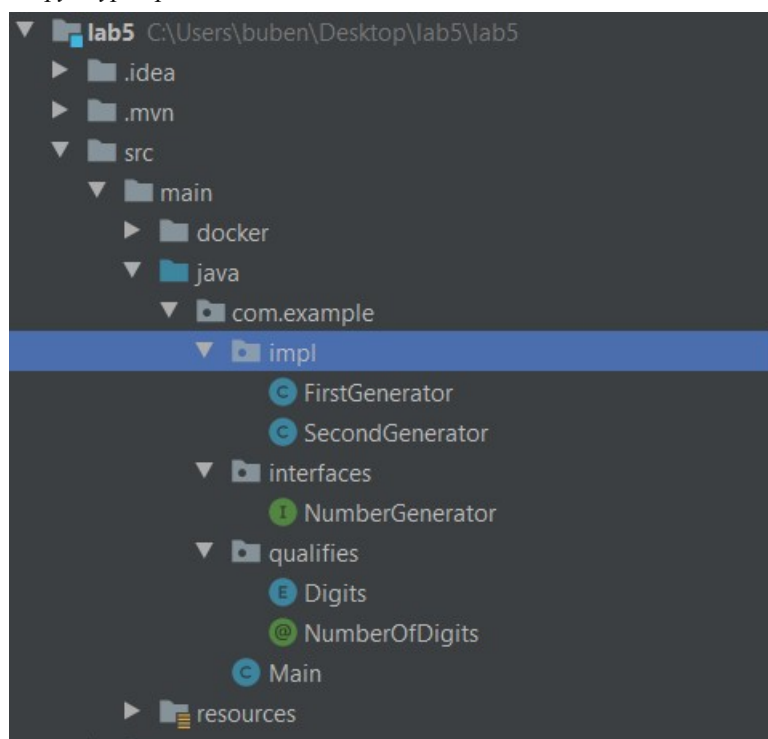 lab5 C:\Users\buben\Desktop\lab5\lab5
.idea
.mvn
src
main
docker
java
com.example
impl
C FirstGenerator
C SecondGenerator
interfaces
I NumberGenerator
qualifies
E Digits
@ NumberOfDigits
C Main
resources